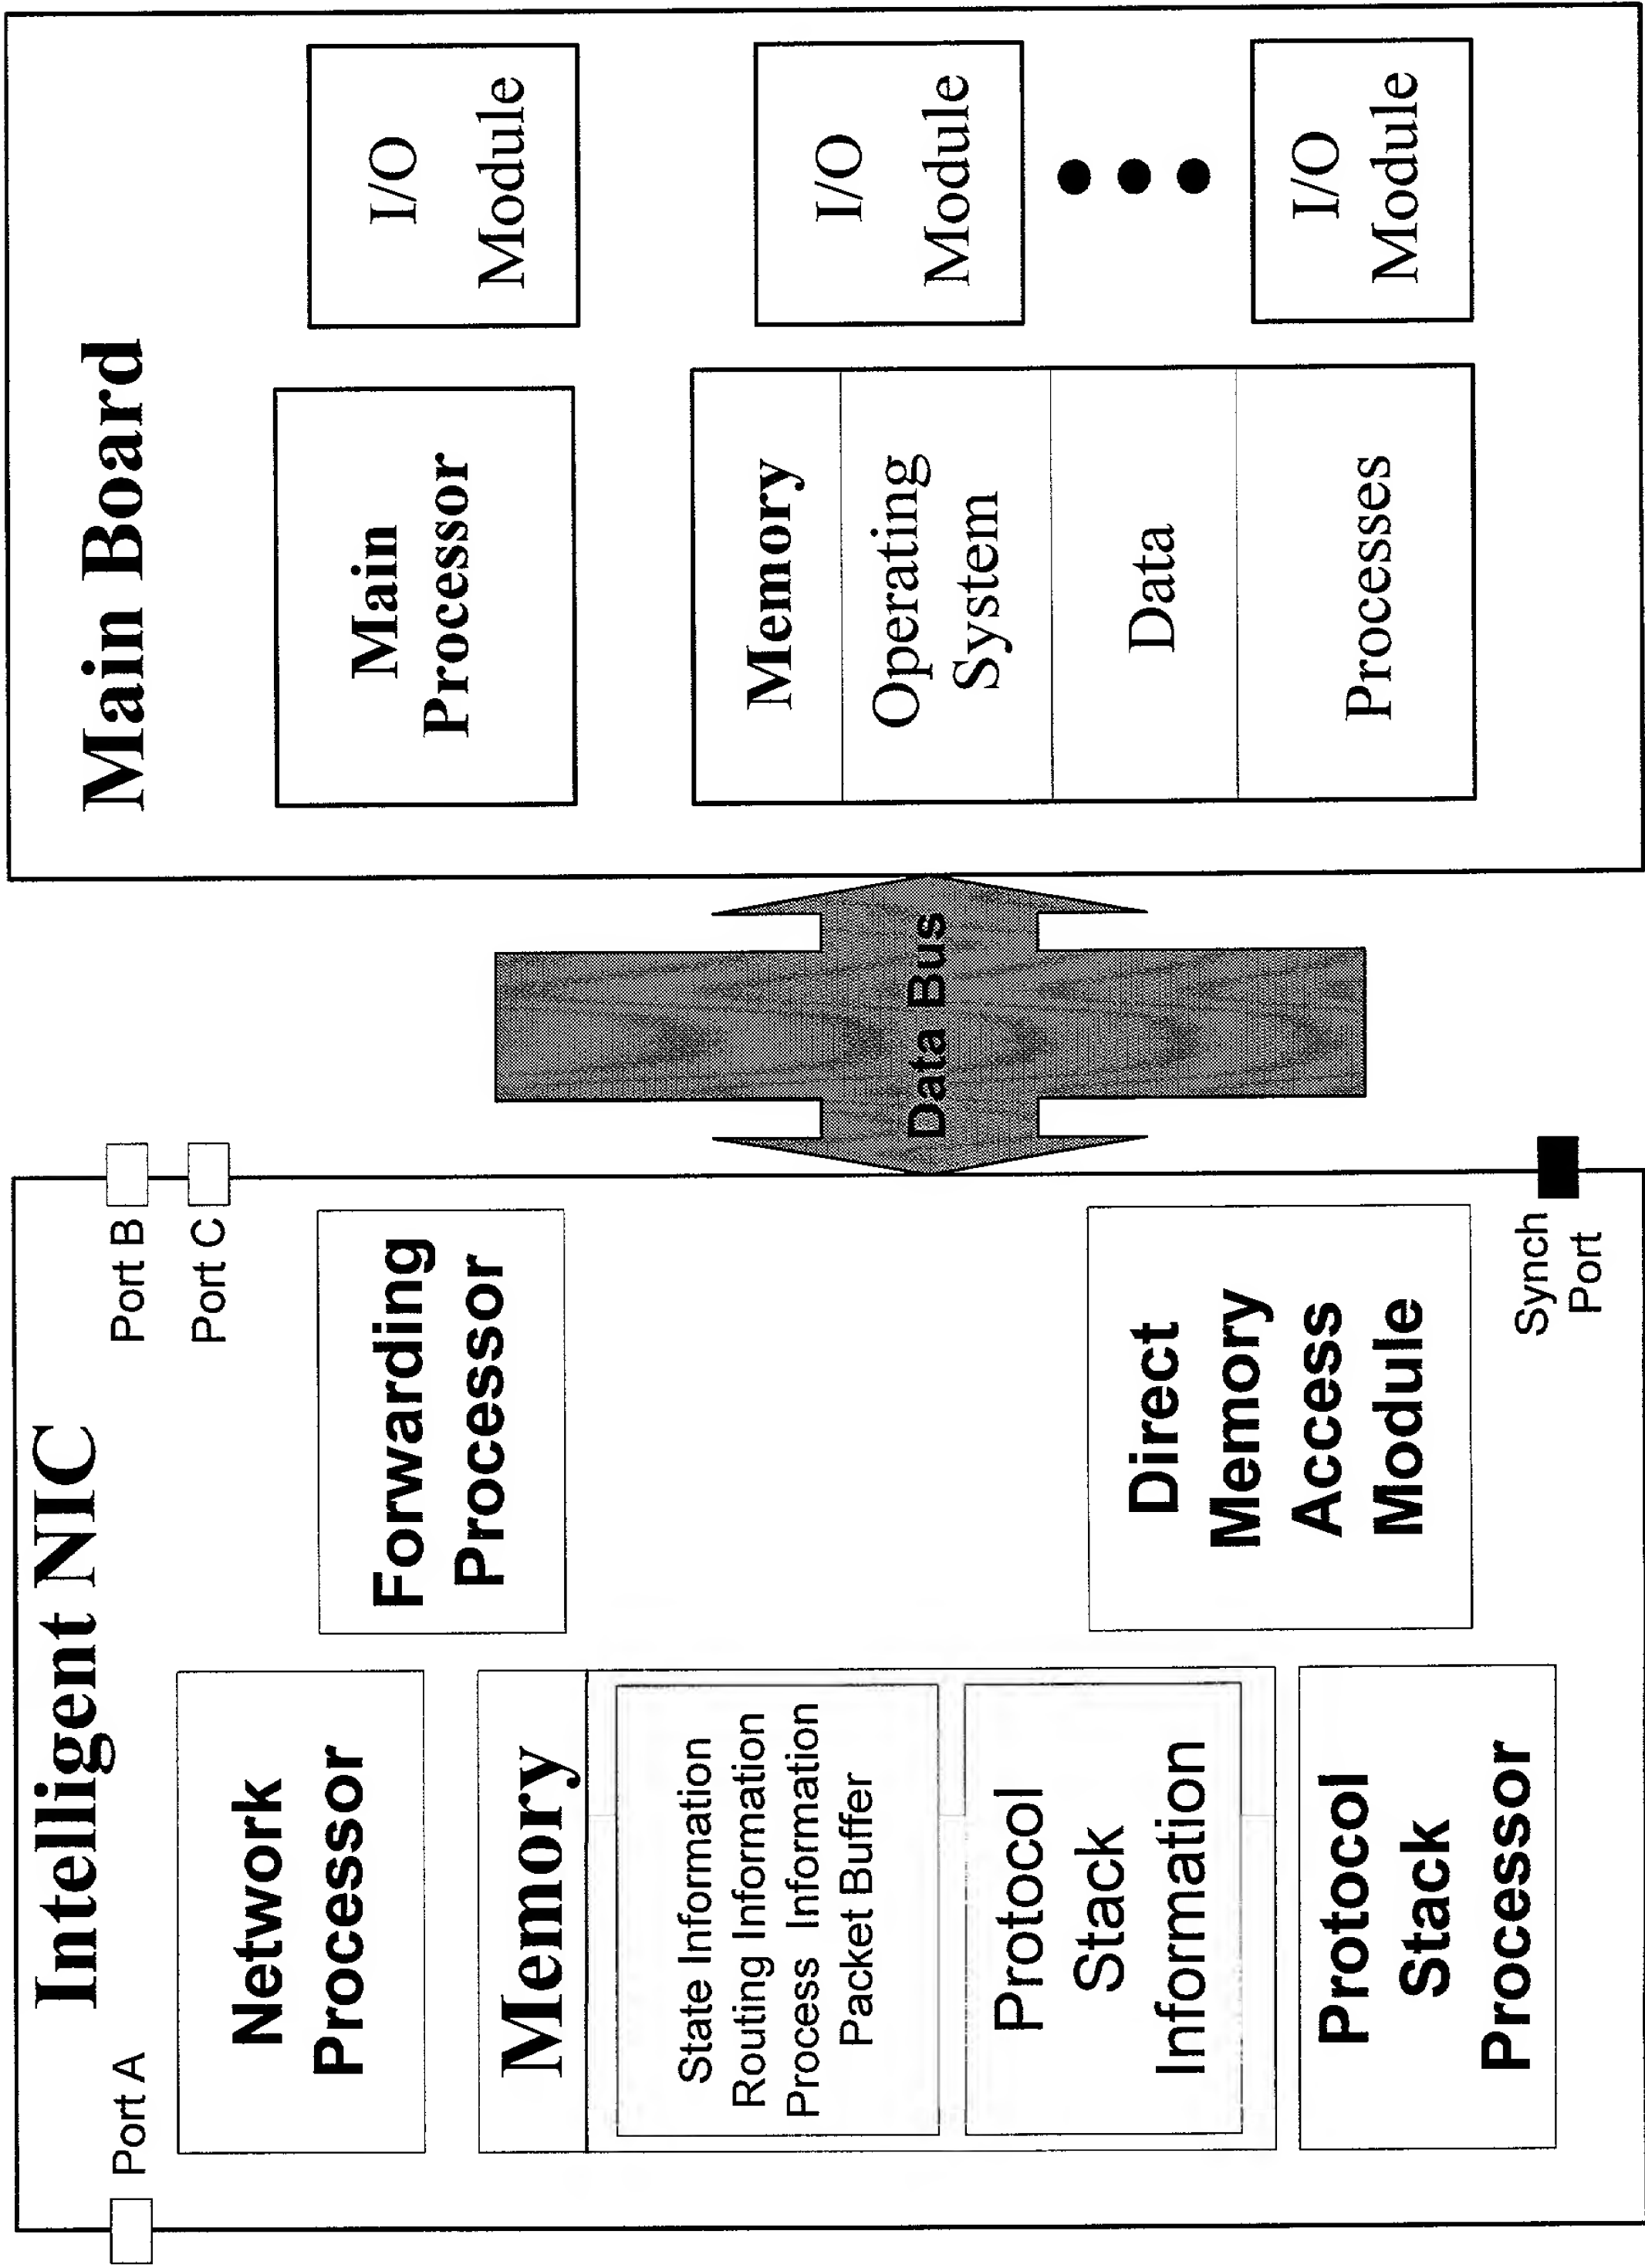 Intelligent NIC
Port A
Port B
Port C
Network
Processor
Forwarding
Processor
Memory
State Information
Routing Information
Process Information
Packet Buffer
Protocol
Stack
Information
Protocol
Stack
Processor
Direct
Memory
Access
Module
Synch
Port
Data Bus
Main Board
Main
Processor
I/O
Module
Memory
Operating
System
Data
Processes
I/O
Module
I/O
Module